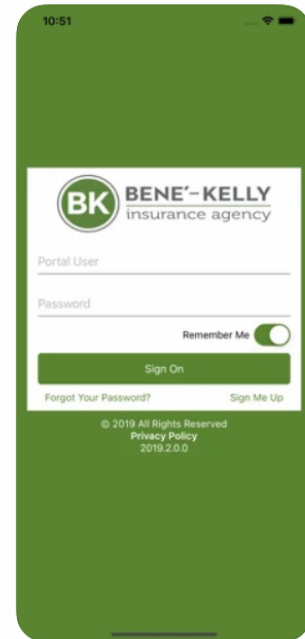 10:51
BK
BENE'-KELLY
insurance agency
Portal User
Password
Remember Me
Sign On
Forgot Your Password? Sign Me Up
© 2019 All Rights Reserved
Privacy Policy
2019.2.0.0